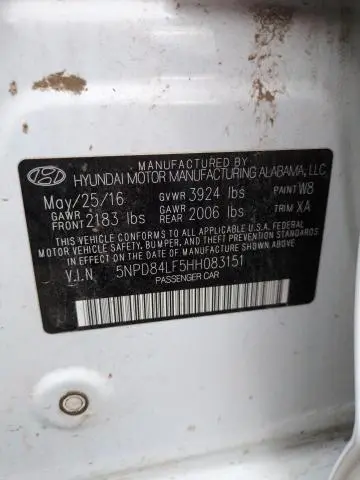 MANUFACTURED BY
HYUNDAI MOTOR MANUFACTURING ALABAMA, LLC
May/25/16 GVWR 3924 lbs PAINT W8
GAWR FRONT 2183 lbs GAWR REAR 2006 lbs TRIM XA
THIS VEHICLE CONFORMS TO ALL APPLICABLE FEDERAL
MOTOR VEHICLE SAFETY, BUMPER, AND THEFT PREVENTION STANDARDS
IN EFFECT ON THE DATE OF MANUFACTURE SHOWN ABOVE.
V.I.N 5NPD84LF5HH083151
PASSENGER CAR